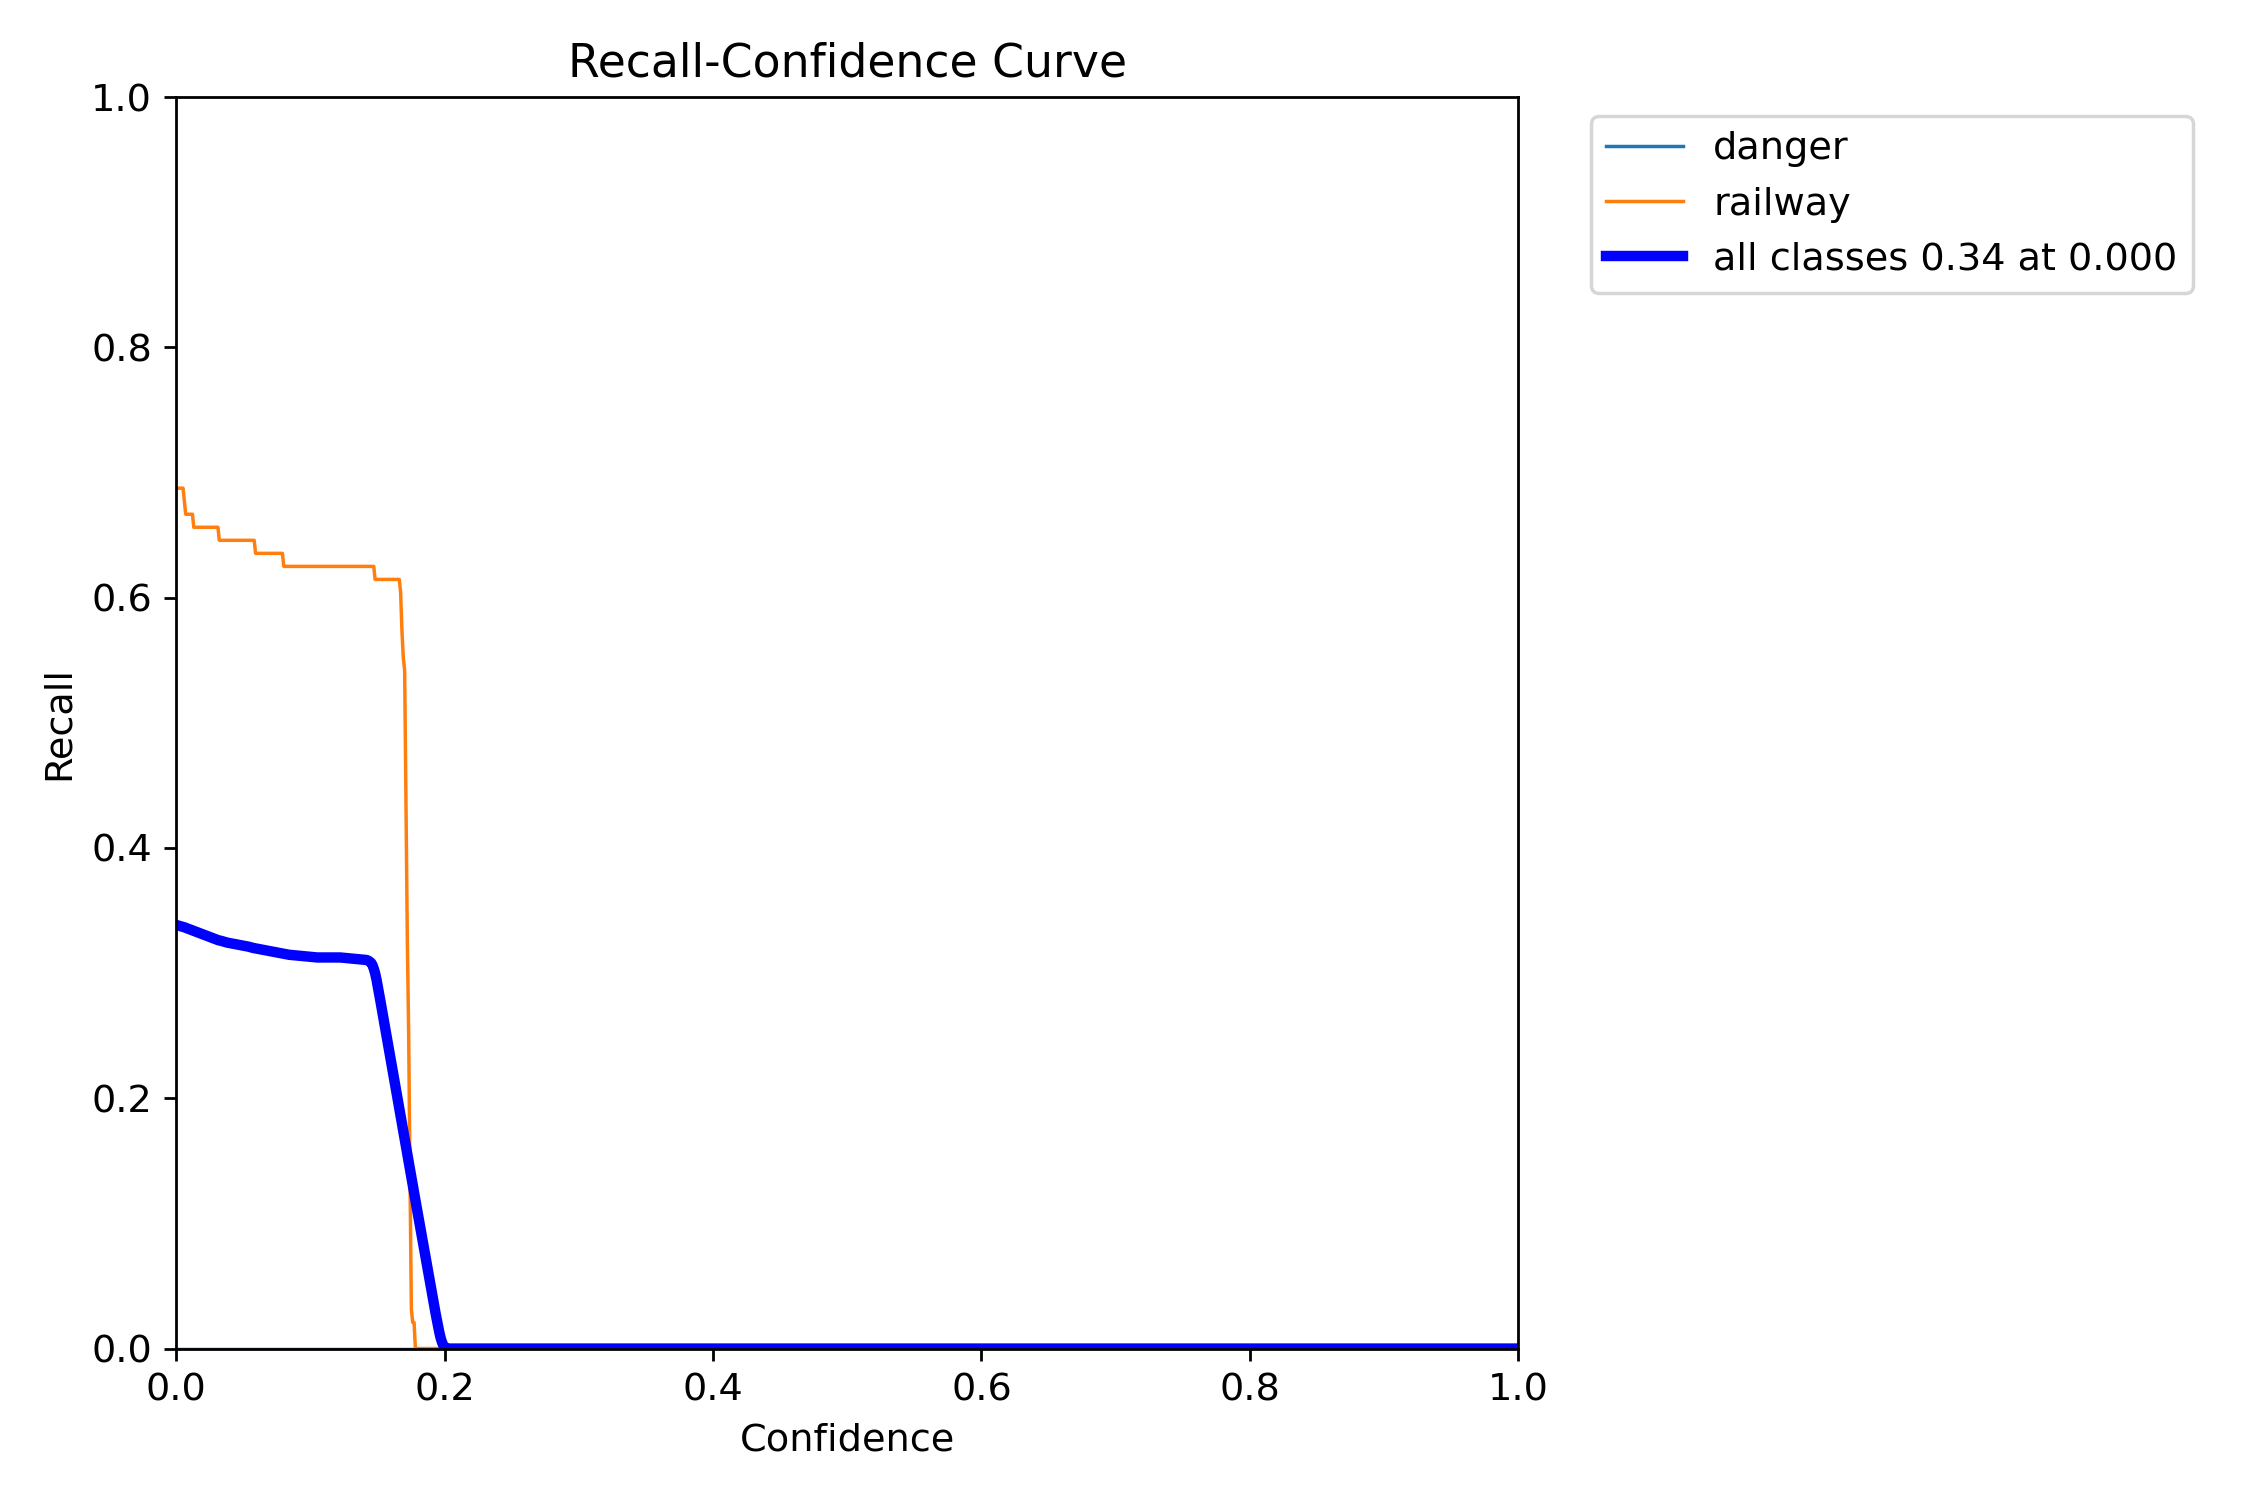 Recall-Confidence Curve
1.0
0.8
0.6
0.4
0.2
0.0
Recall
0.0 0.2 0.4 0.6 0.8 1.0
Confidence
danger
railway
all classes 0.34 at 0.000